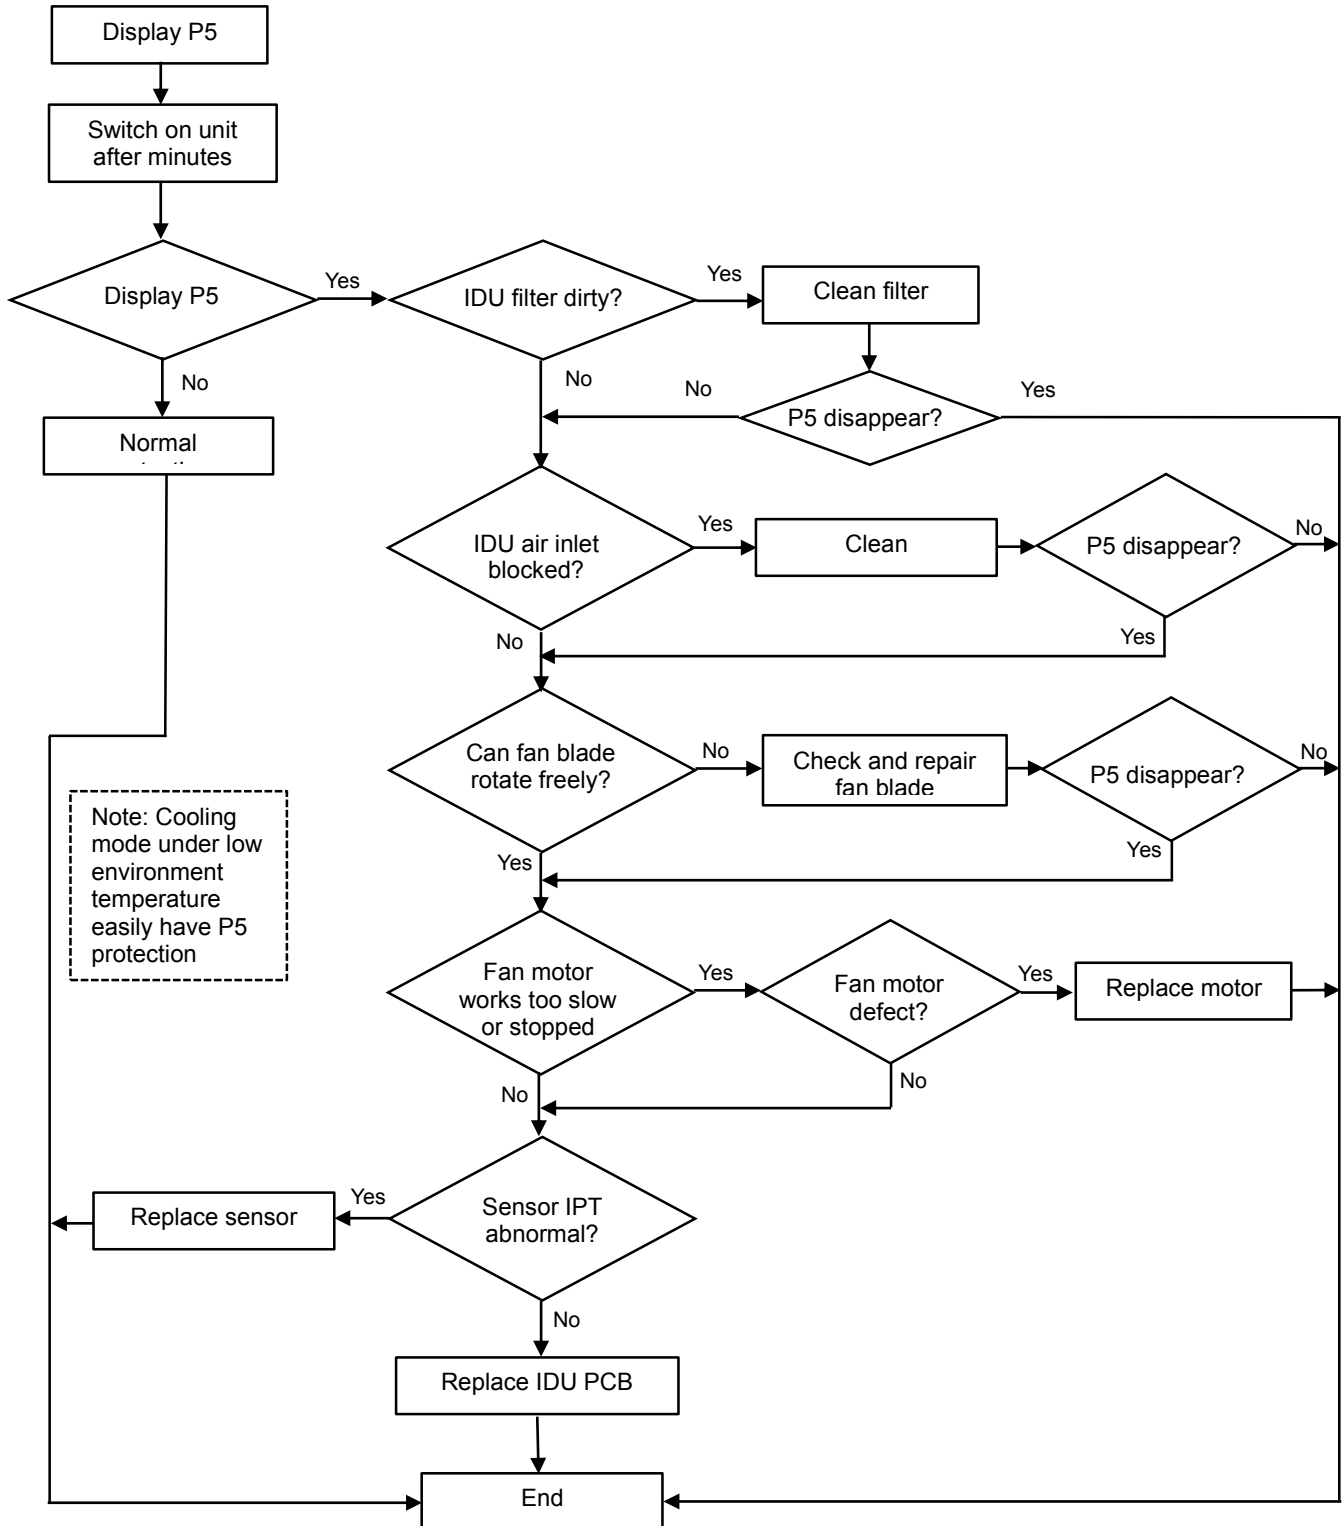 Display P5
Switch on unit
after minutes
Display P5
Yes
No
Normal
IDU filter dirty?
Yes
Clean filter
No
No
P5 disappear?
Yes
IDU air inlet
blocked?
Yes
Clean
P5 disappear?
No
No
Yes
Can fan blade
rotate freely?
No
Check and repair
fan blade
P5 disappear?
No
Yes
Yes
Note: Cooling
mode under low
environment
temperature
easily have P5
protection
Fan motor
works too slow
or stopped
Yes
Fan motor
defect?
Yes
Replace motor
No
No
Sensor IPT
abnormal?
Yes
Replace sensor
No
Replace IDU PCB
End